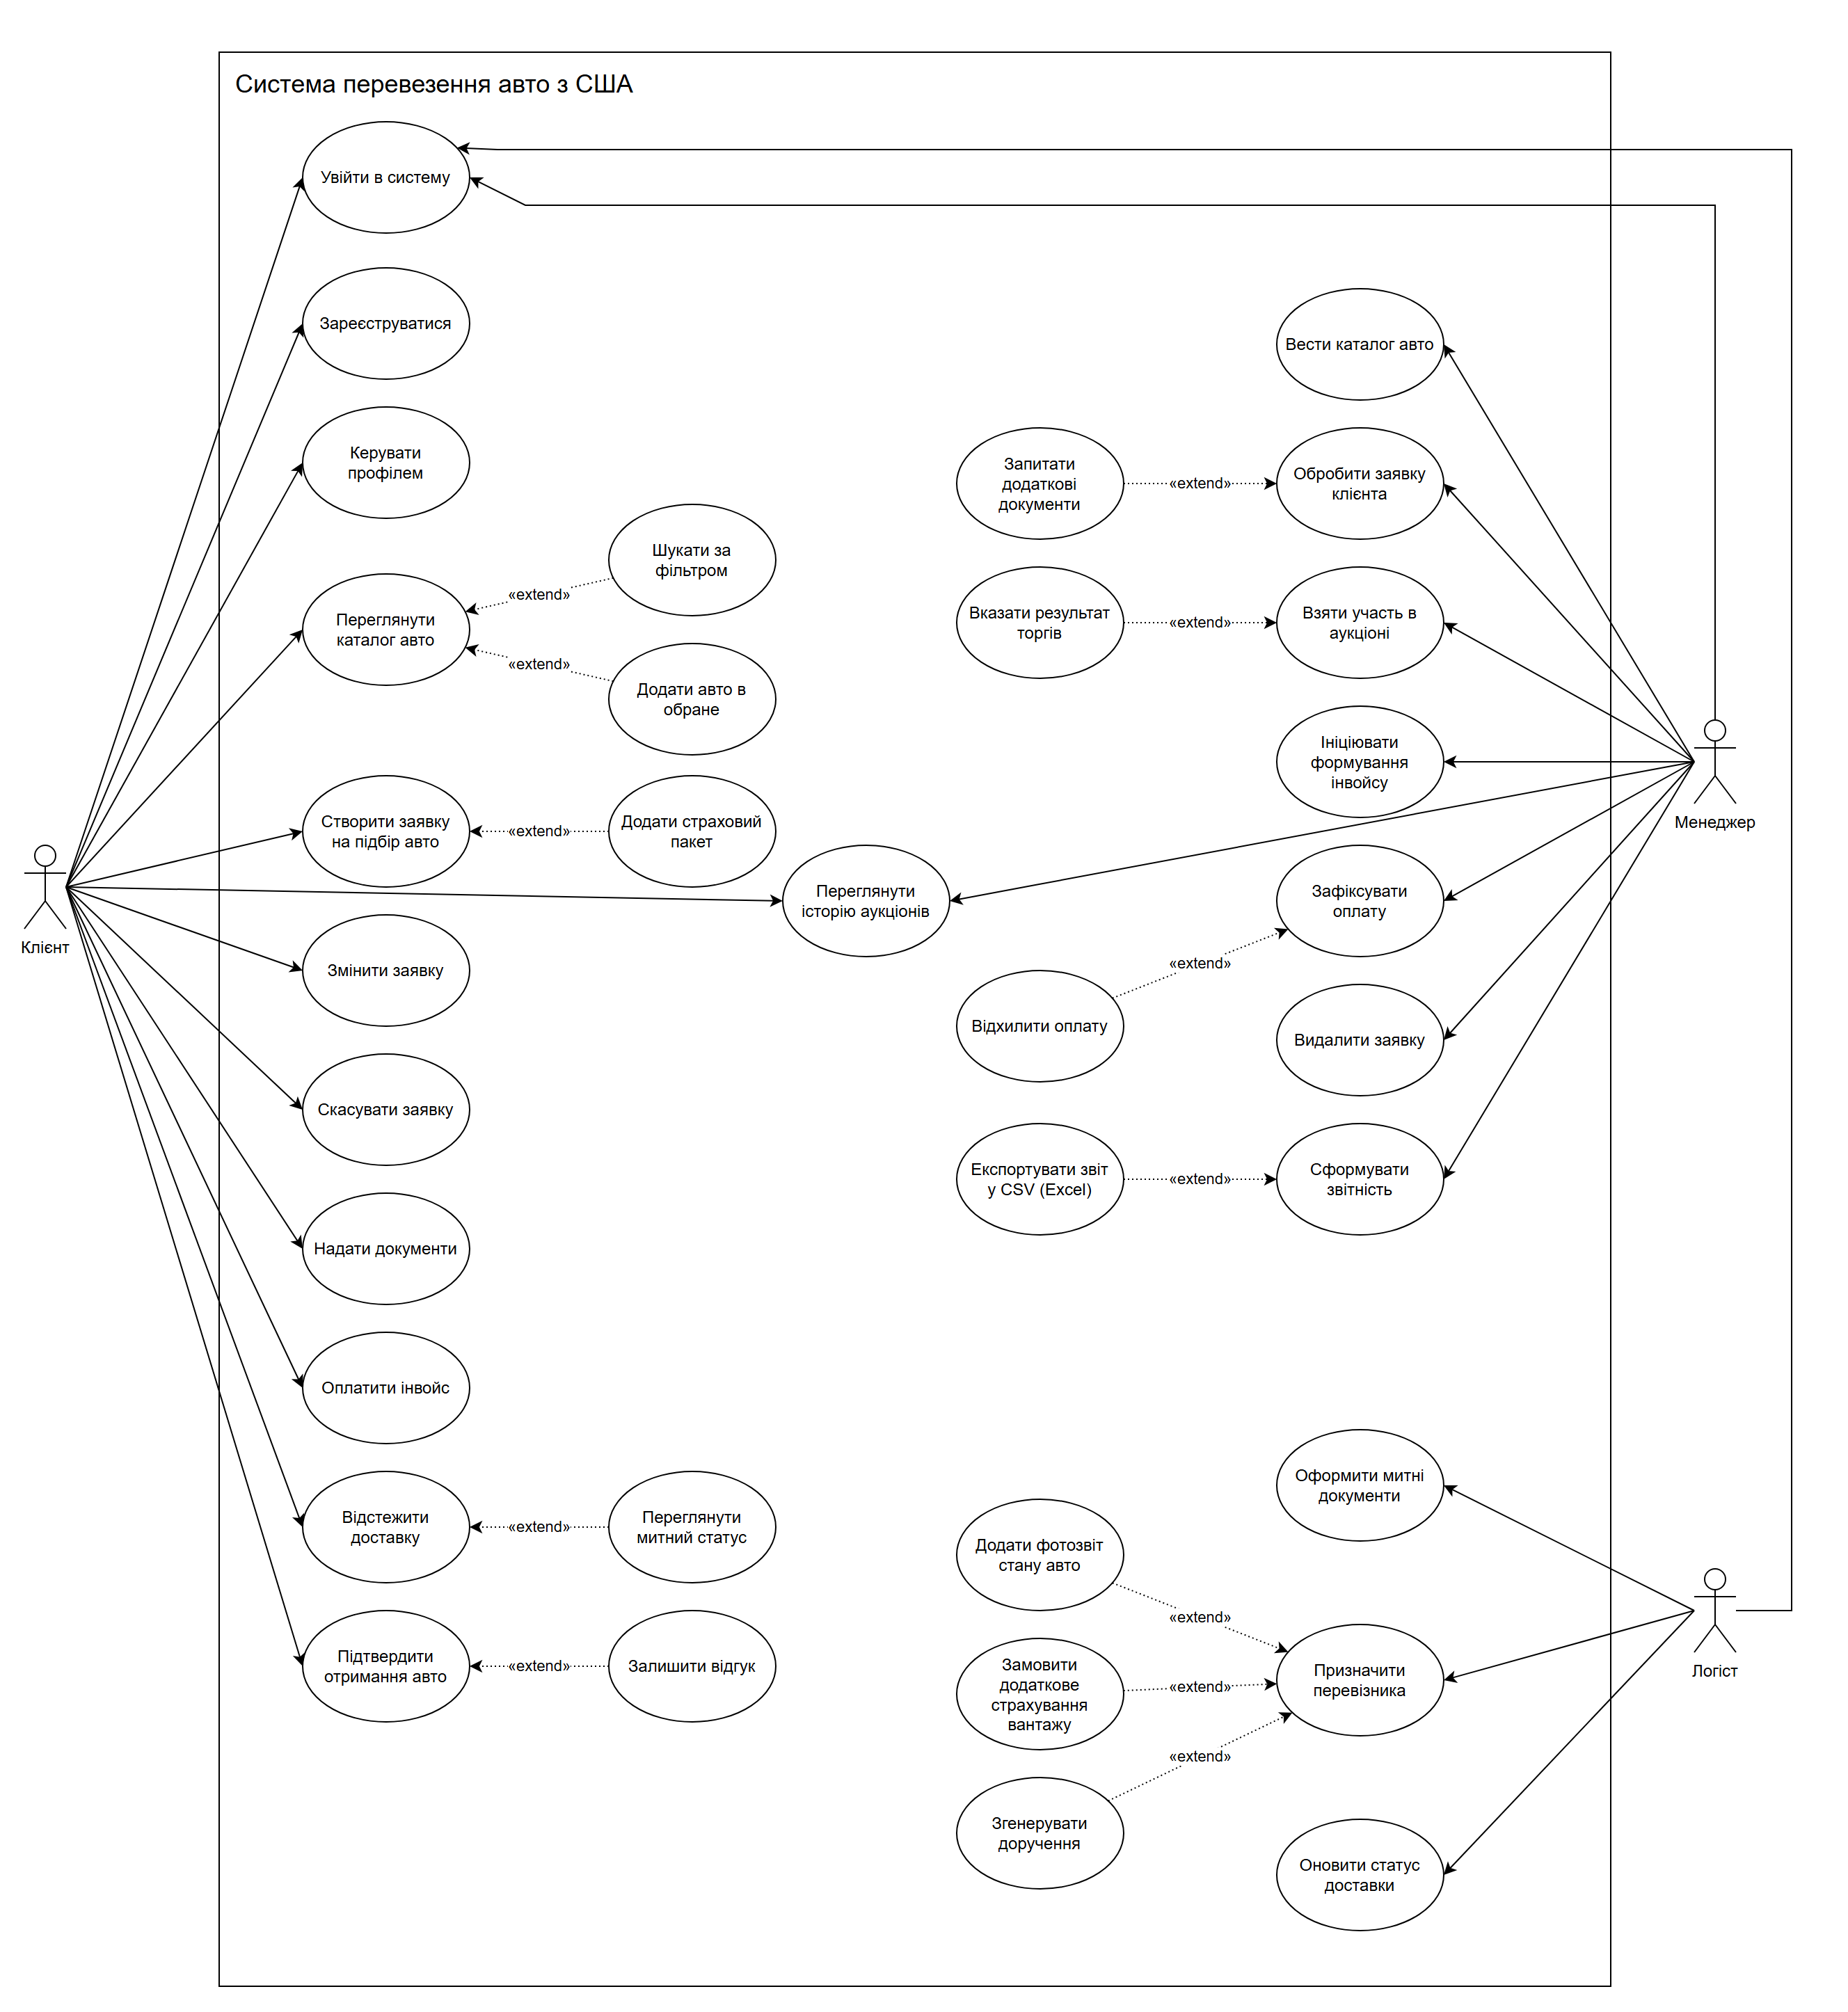 Система перевезення авто з США
Увійти в систему
Зареєструватися
Вести каталог авто
Керувати
профілем
Запитати
додаткові
документи
«extend»
Обробити заявку
клієнта
Шукати за
фільтром
«extend»
Переглянути
каталог авто
«extend»
Додати авто в
обране
Вказати результат
торгів
«extend»
Взяти участь в
аукціоні
Ініціювати
формування
інвойсу
Менеджер
Створити заявку
на підбір авто
«extend»
Додати страховий
пакет
Переглянути
історію аукціонів
Зафіксувати
оплату
Клієнт
«extend»
Змінити заявку
Відхилити оплату
Видалити заявку
Скасувати заявку
Експортувати звіт
у CSV (Excel)
«extend»
Сформувати
звітність
Надати документи
Оплатити інвойс
Оформити митні
документи
Відстежити
доставку
«extend»
Переглянути
митний статус
Додати фотозвіт
стану авто
«extend»
Підтвердити
отримання авто
«extend»
Залишити відгук
Замовити
додаткове
страхування
вантажу
«extend»
Призначити
перевізника
Логіст
«extend»
Згенерувати
доручення
Оновити статус
доставки